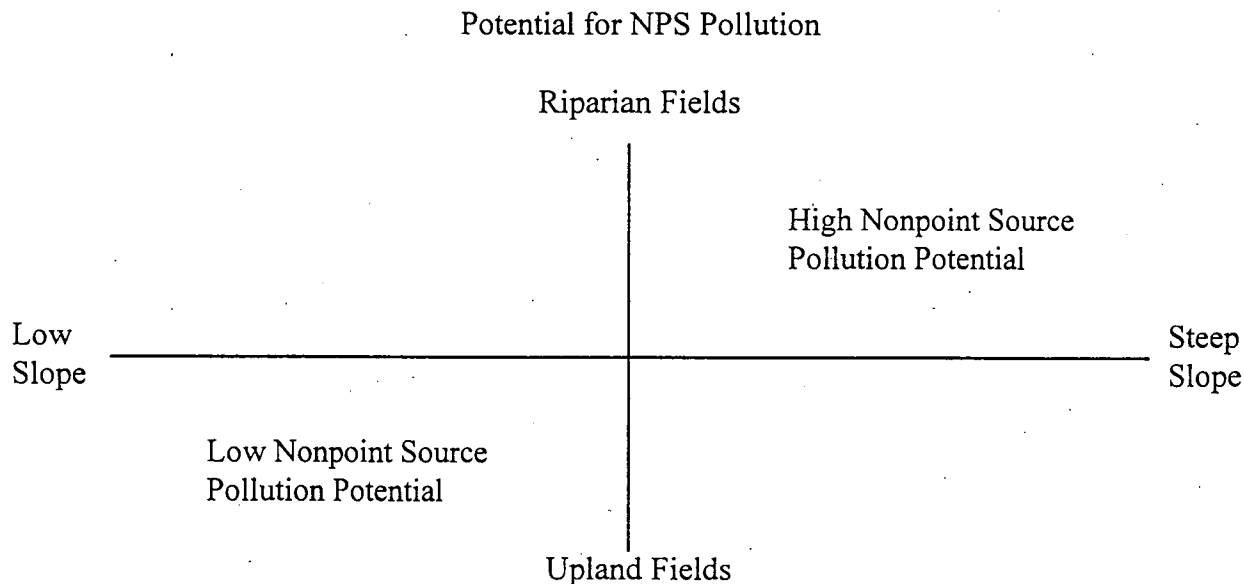 Potential for NPS Pollution
Riparian Fields
High Nonpoint Source
Pollution Potential
Low
Slope
Steep
Slope
Low Nonpoint Source
Pollution Potential
Upland Fields